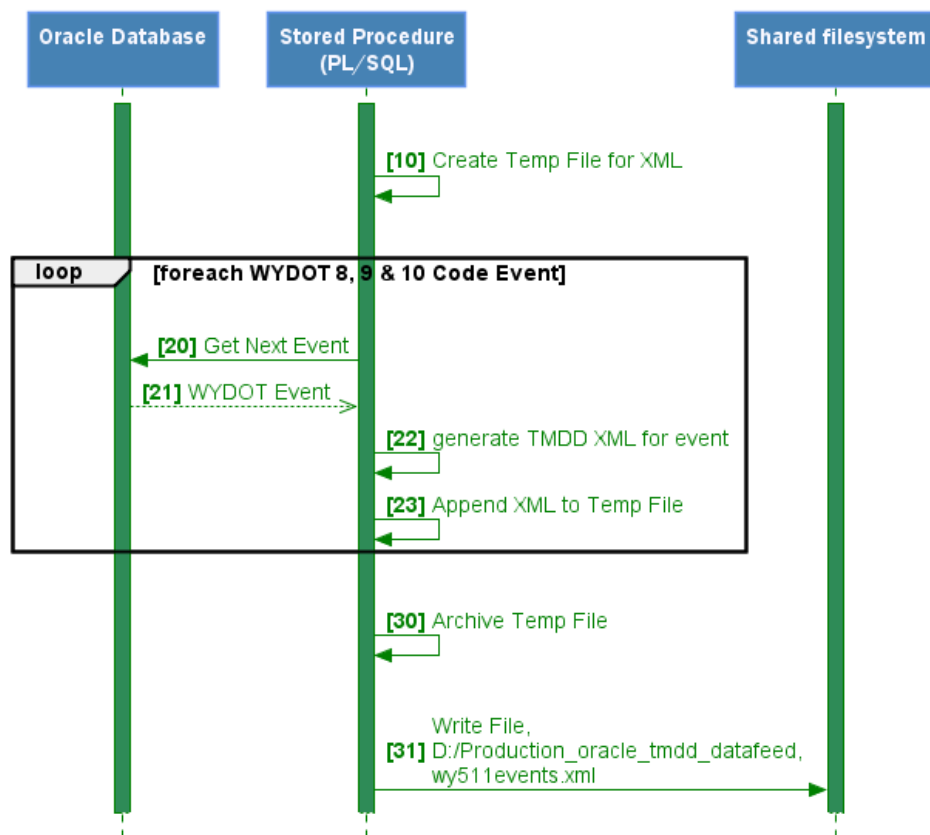 Oracle Database
Stored Procedure
(PL/SQL)
Shared filesystem
[10] Create Temp File for XML
loop [foreach WYDOT 8, 9 & 10 Code Event]
[20] Get Next Event
[21] WYDOT Event
[22] generate TMDD XML for event
[23] Append XML to Temp File
[30] Archive Temp File
Write File,
[31] D:/Production_oracle_tmdd_datafeed,
wy511events.xml